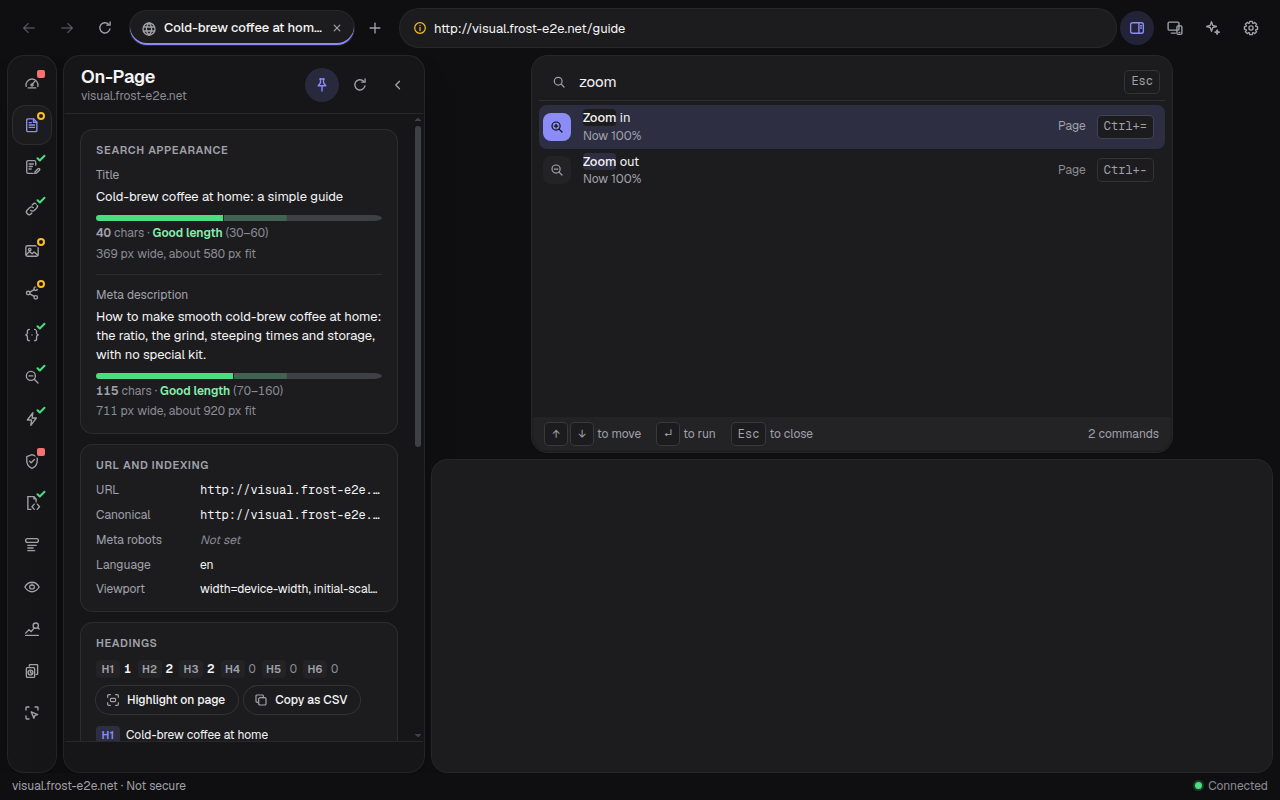 Cold-brew coffee at hom...
http://visual.frost-e2e.net/guide
On-Page
visual.frost-e2e.net
SEARCH APPEARANCE
Title
Cold-brew coffee at home: a simple guide
40 chars · Good length (30–60)
369 px wide, about 580 px fit
Meta description
How to make smooth cold-brew coffee at home:
the ratio, the grind, steeping times and storage,
with no special kit.
115 chars · Good length (70–160)
711 px wide, about 920 px fit
URL AND INDEXING
URL http://visual.frost-e2e.…
Canonical http://visual.frost-e2e.…
Meta robots Not set
Language en
Viewport width=device-width, initial-scal…
HEADINGS
H1 1 H2 2 H3 2 H4 0 H5 0 H6 0
Highlight on page Copy as CSV
H1 Cold-brew coffee at home
zoom Esc
Zoom in
Now 100%
Page Ctrl+=
Zoom out
Now 100%
Page Ctrl+-
↑ ↓ to move ↵ to run Esc to close 2 commands
visual.frost-e2e.net · Not secure
Connected